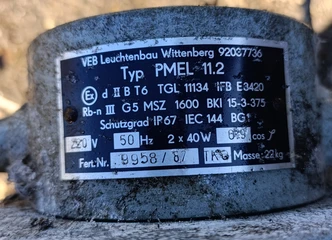 VEB Leuchtenbau Wittenberg 92037736
Typ PMEL 11.2
Ex d II B T6 TGL 11134 IFB E3420
Rb-n III G5 MSZ 1600 BKI 15-3-375
Schutzgrad IP67 IEC 144 BG1
220 V 50 Hz 2 x 40W cos
Fert.Nr. 9958/87 Masse: 22kg